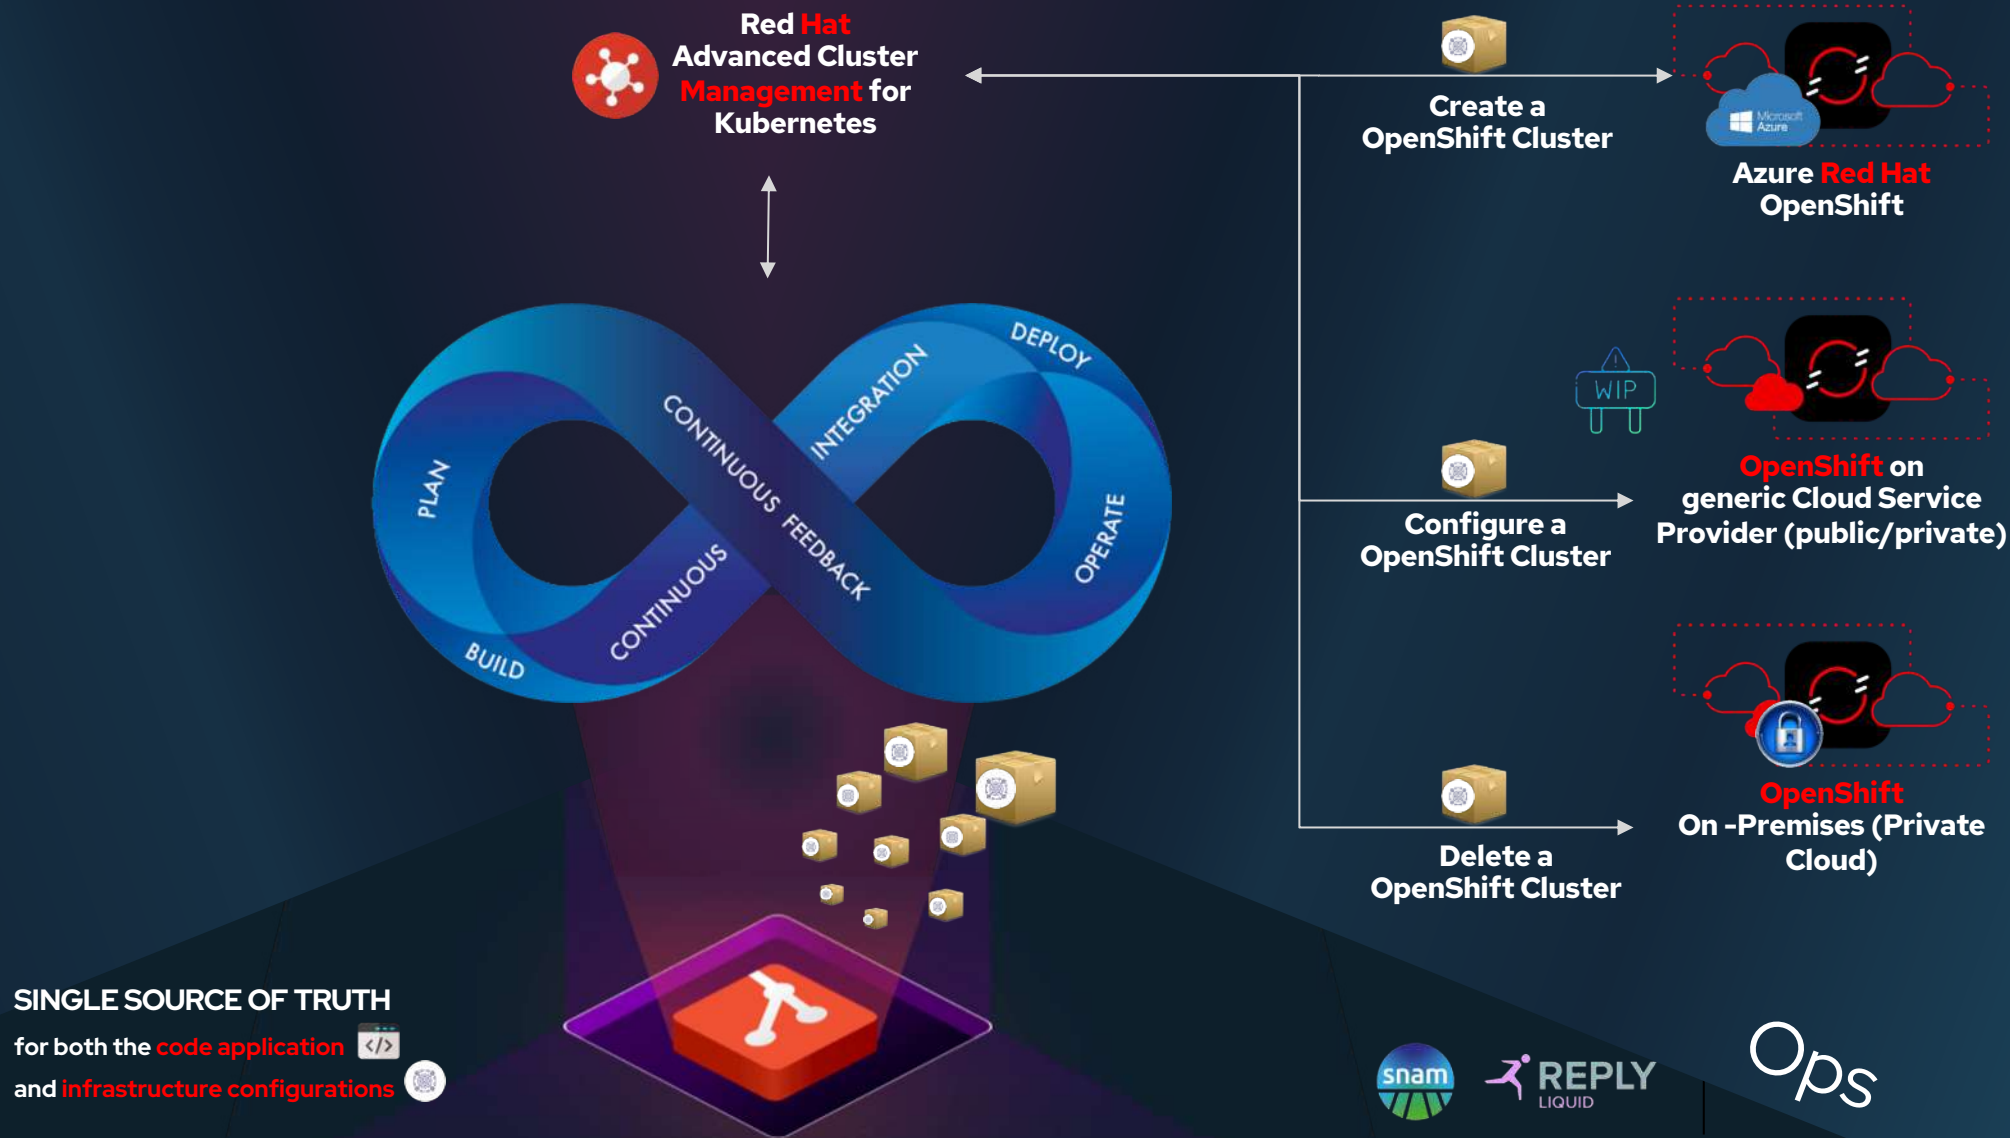 Red Hat
Advanced Cluster
Management for
Kubernetes
Create a
OpenShift Cluster
Microsoft
Azure
Azure Red Hat
OpenShift
DEPLOY
INTEGRATION
CONTINUOUS FEEDBACK
PLAN
OPERATE
CONTINUOUS
BUILD
WIP
OpenShift on
generic Cloud Service
Provider (public/private)
Configure a
OpenShift Cluster
OpenShift
On -Premises (Private
Cloud)
Delete a
OpenShift Cluster
SINGLE SOURCE OF TRUTH
for both the code application
</>
and infrastructure configurations
snam
REPLY
LIQUID
Ops